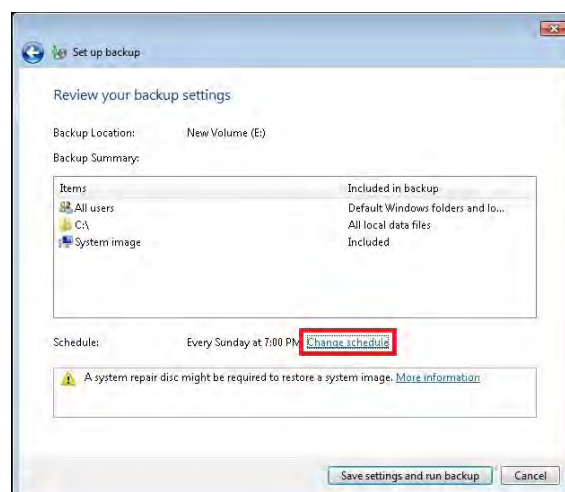 Set up backup
Review your backup settings
Backup Location: New Volume (E:)
Backup Summary:
Items Included in backup
All users Default Windows folders and lo...
C:\ All local data files
System image Included
Schedule: Every Sunday at 7:00 PM Change schedule
A system repair disc might be required to restore a system image. More information
Save settings and run backup Cancel